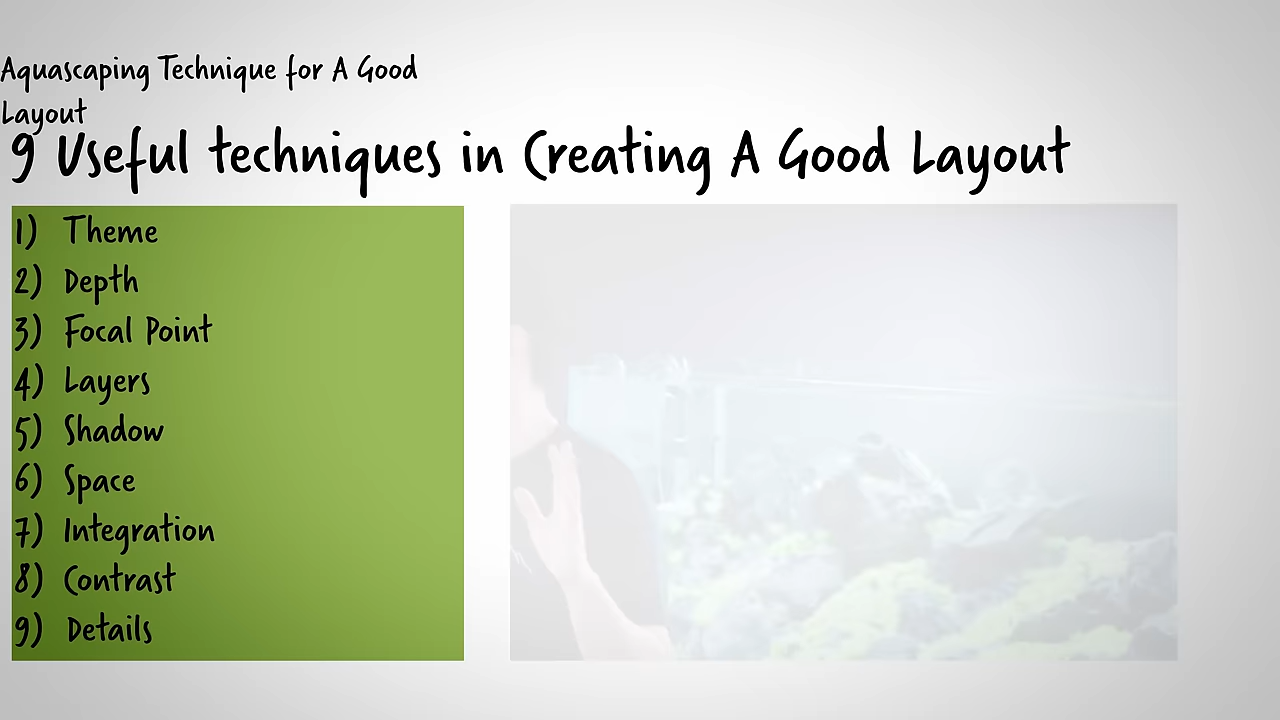 Aquascaping Technique for A Good
Layout
9 Useful techniques in Creating A Good Layout
1) Theme
2) Depth
3) Focal Point
4) Layers
5) Shadow
6) Space
7) Integration
8) Contrast
9) Details